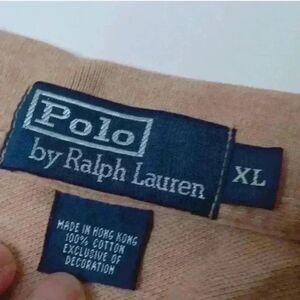 Polo
by Ralph Lauren
XL
MADE IN HONG KONG
100% COTTON
EXCLUSIVE OF
DECORATION